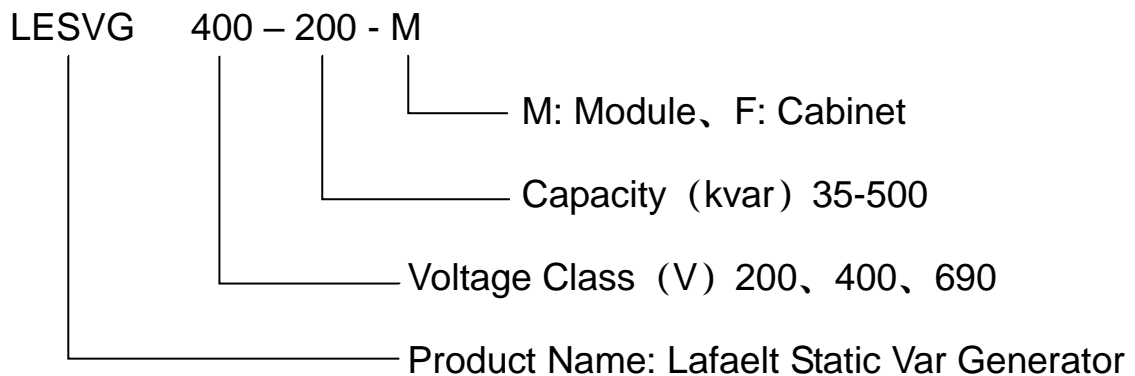 LESVG 400 – 200 - M
M: Module、F: Cabinet
Capacity（kvar）35-500
Voltage Class（V）200、400、690
Product Name: Lafaelt Static Var Generator